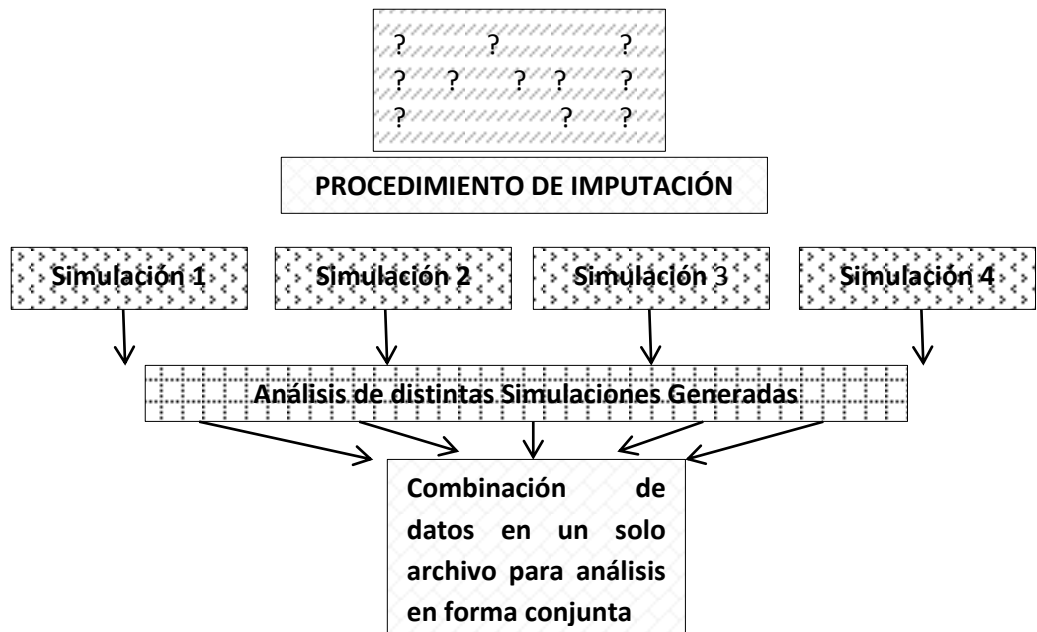 ? ? ?
? ? ? ? ?
? ? ?
PROCEDIMIENTO DE IMPUTACIÓN
Simulación 1 Simulación 2 Simulación 3 Simulación 4
Análisis de distintas Simulaciones Generadas
Combinación de
datos en un solo
archivo para análisis
en forma conjunta